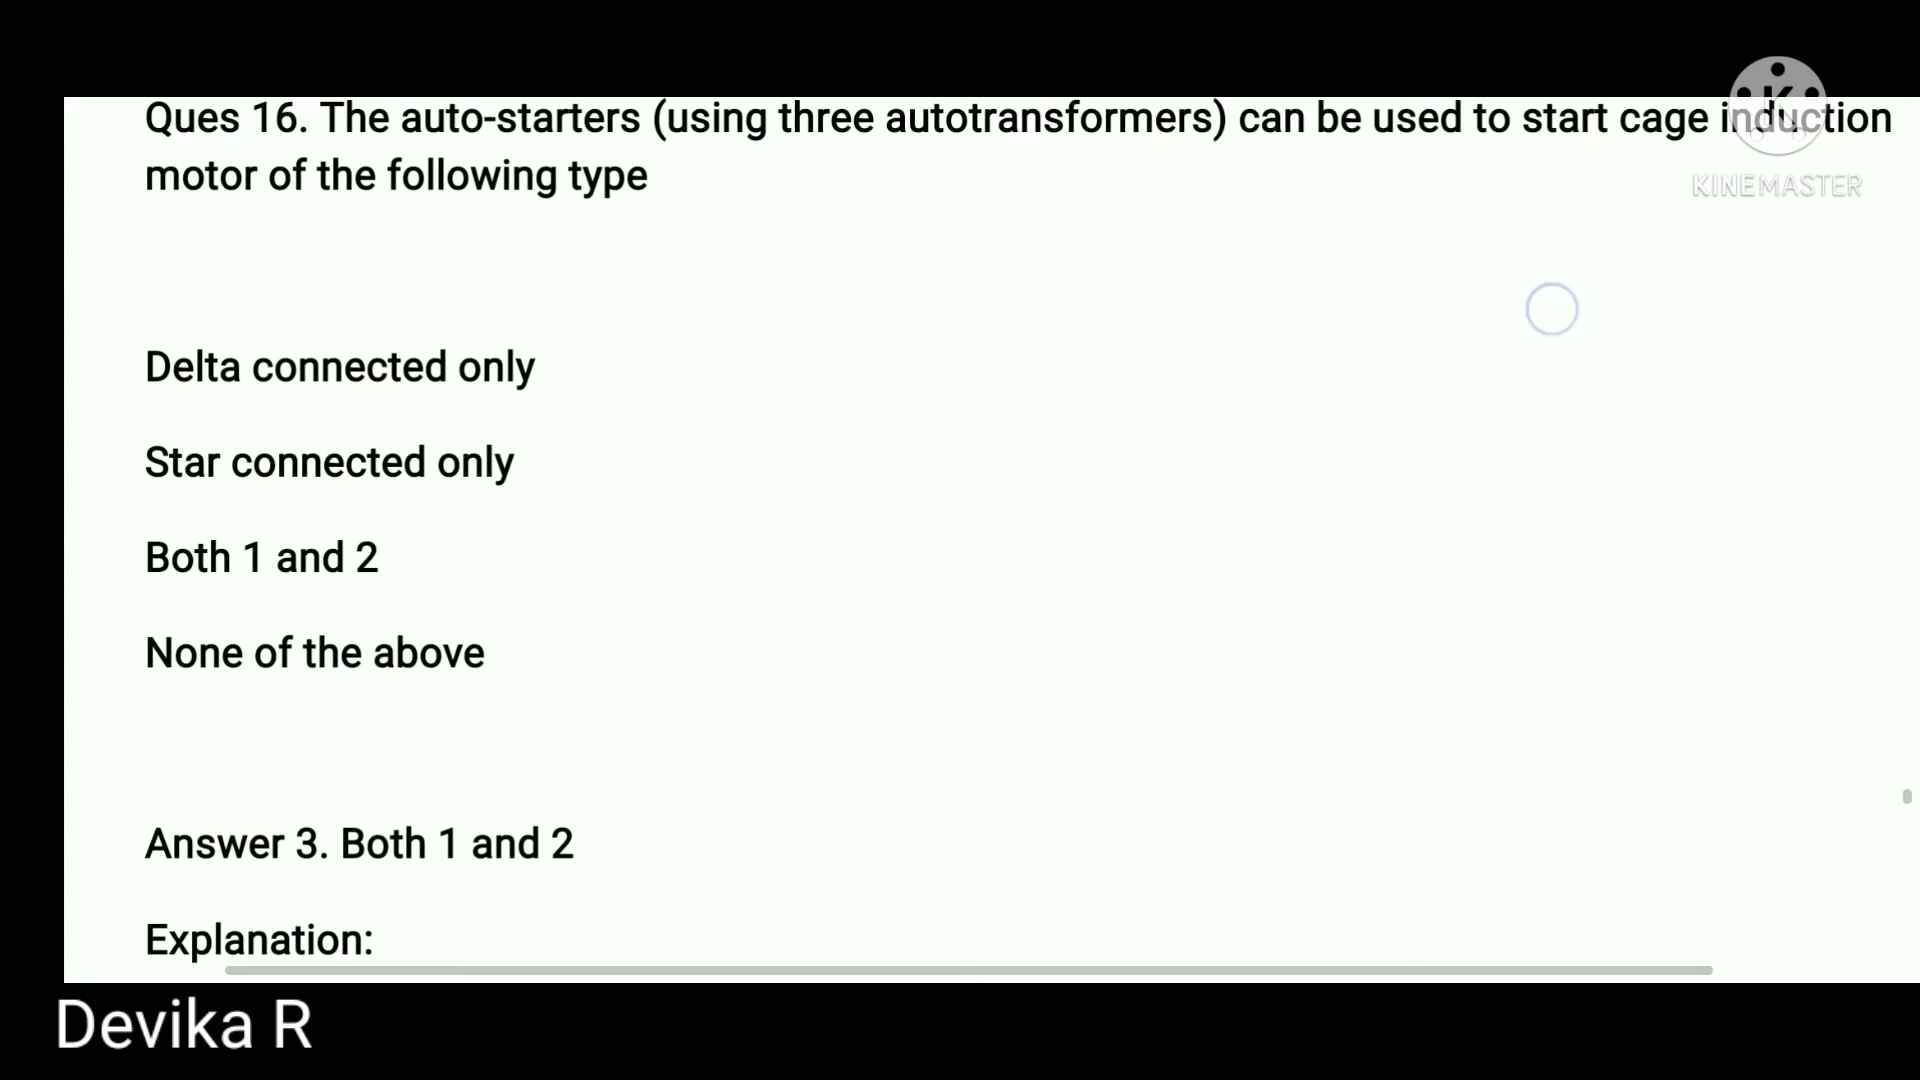 Ques 16. The auto-starters (using three autotransformers) can be used to start cage induction
motor of the following type
KINEMASTER
Delta connected only
Star connected only
Both 1 and 2
None of the above
Answer 3. Both 1 and 2
Explanation:
Devika R